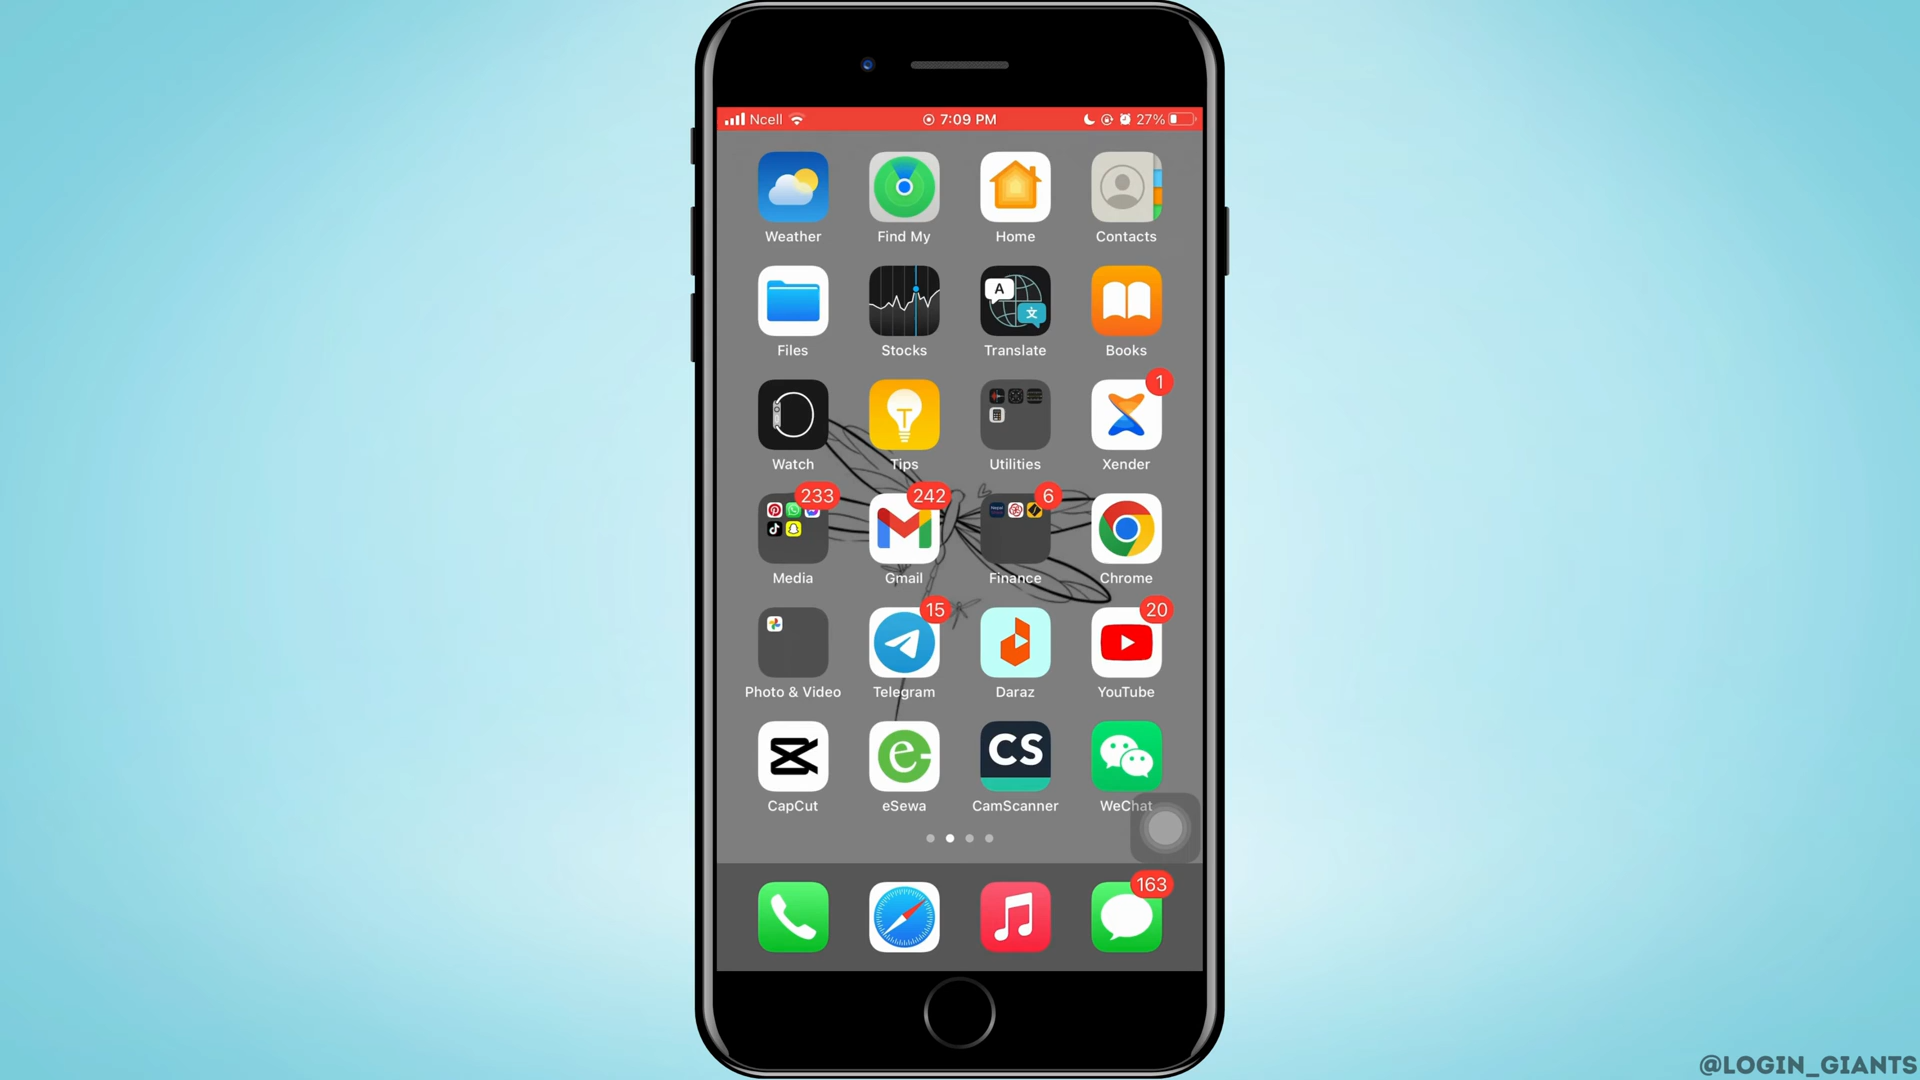 Ncell 7:09 PM 27%
Weather Find My Home Contacts
A 文
Files Stocks Translate Books
1
Watch Tips Utilities Xender
233 242 6
Media Gmail Finance Chrome
15 20
Photo & Video Telegram Daraz YouTube
e CS
CapCut eSewa CamScanner WeChat
163
@LOGIN_GIANTS